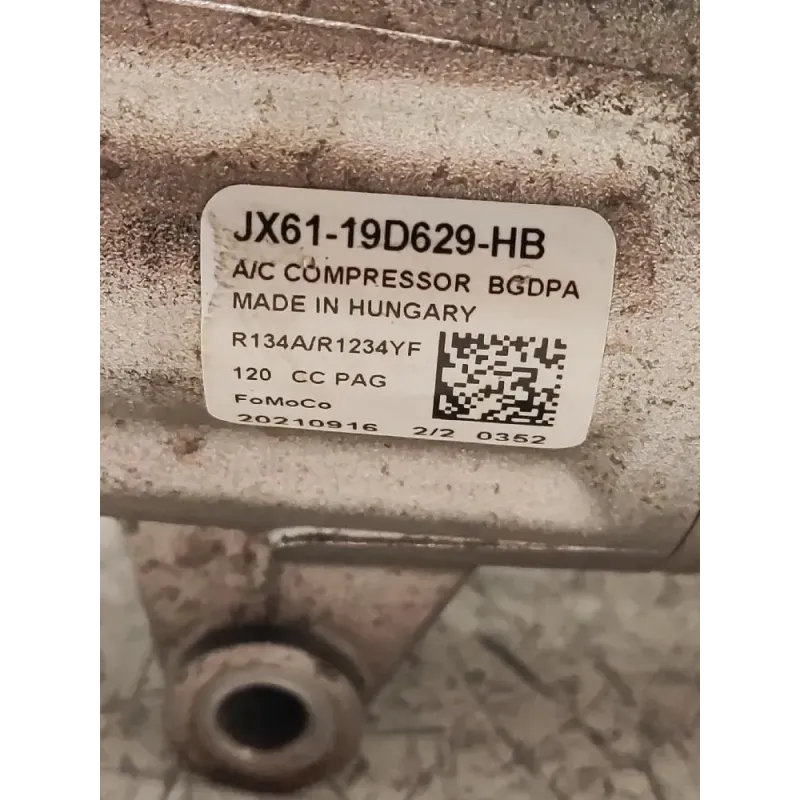 JX61-19D629-HB
A/C COMPRESSOR BGDPA
MADE IN HUNGARY
R134A/R1234YF
120 CC PAG
FoMoCo
20210916 2/2 0352